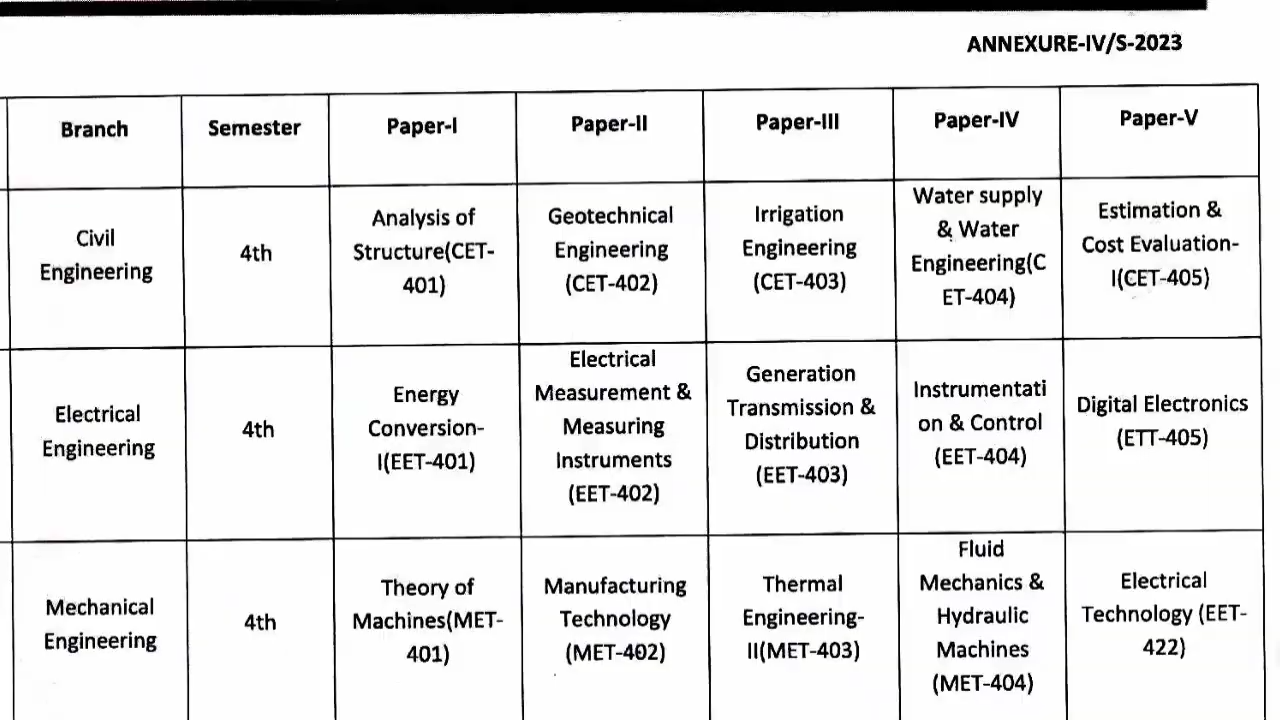 ANNEXURE-IV/S-2023
Branch Semester Paper-I Paper-II Paper-III Paper-IV Paper-V
Civil
Engineering
4th
Analysis of
Structure(CET-
401)
Geotechnical
Engineering
(CET-402)
Irrigation
Engineering
(CET-403)
Water supply
& Water
Engineering(C
ET-404)
Estimation &
Cost Evaluation-
I(CET-405)
Electrical
Engineering
4th
Energy
Conversion-
I(EET-401)
Electrical
Measurement &
Measuring
Instruments
(EET-402)
Generation
Transmission &
Distribution
(EET-403)
Instrumentati
on & Control
(EET-404)
Digital Electronics
(ETT-405)
Mechanical
Engineering
4th
Theory of
Machines(MET-
401)
Manufacturing
Technology
(MET-402)
Thermal
Engineering-
II(MET-403)
Fluid
Mechanics &
Hydraulic
Machines
(MET-404)
Electrical
Technology (EET-
422)